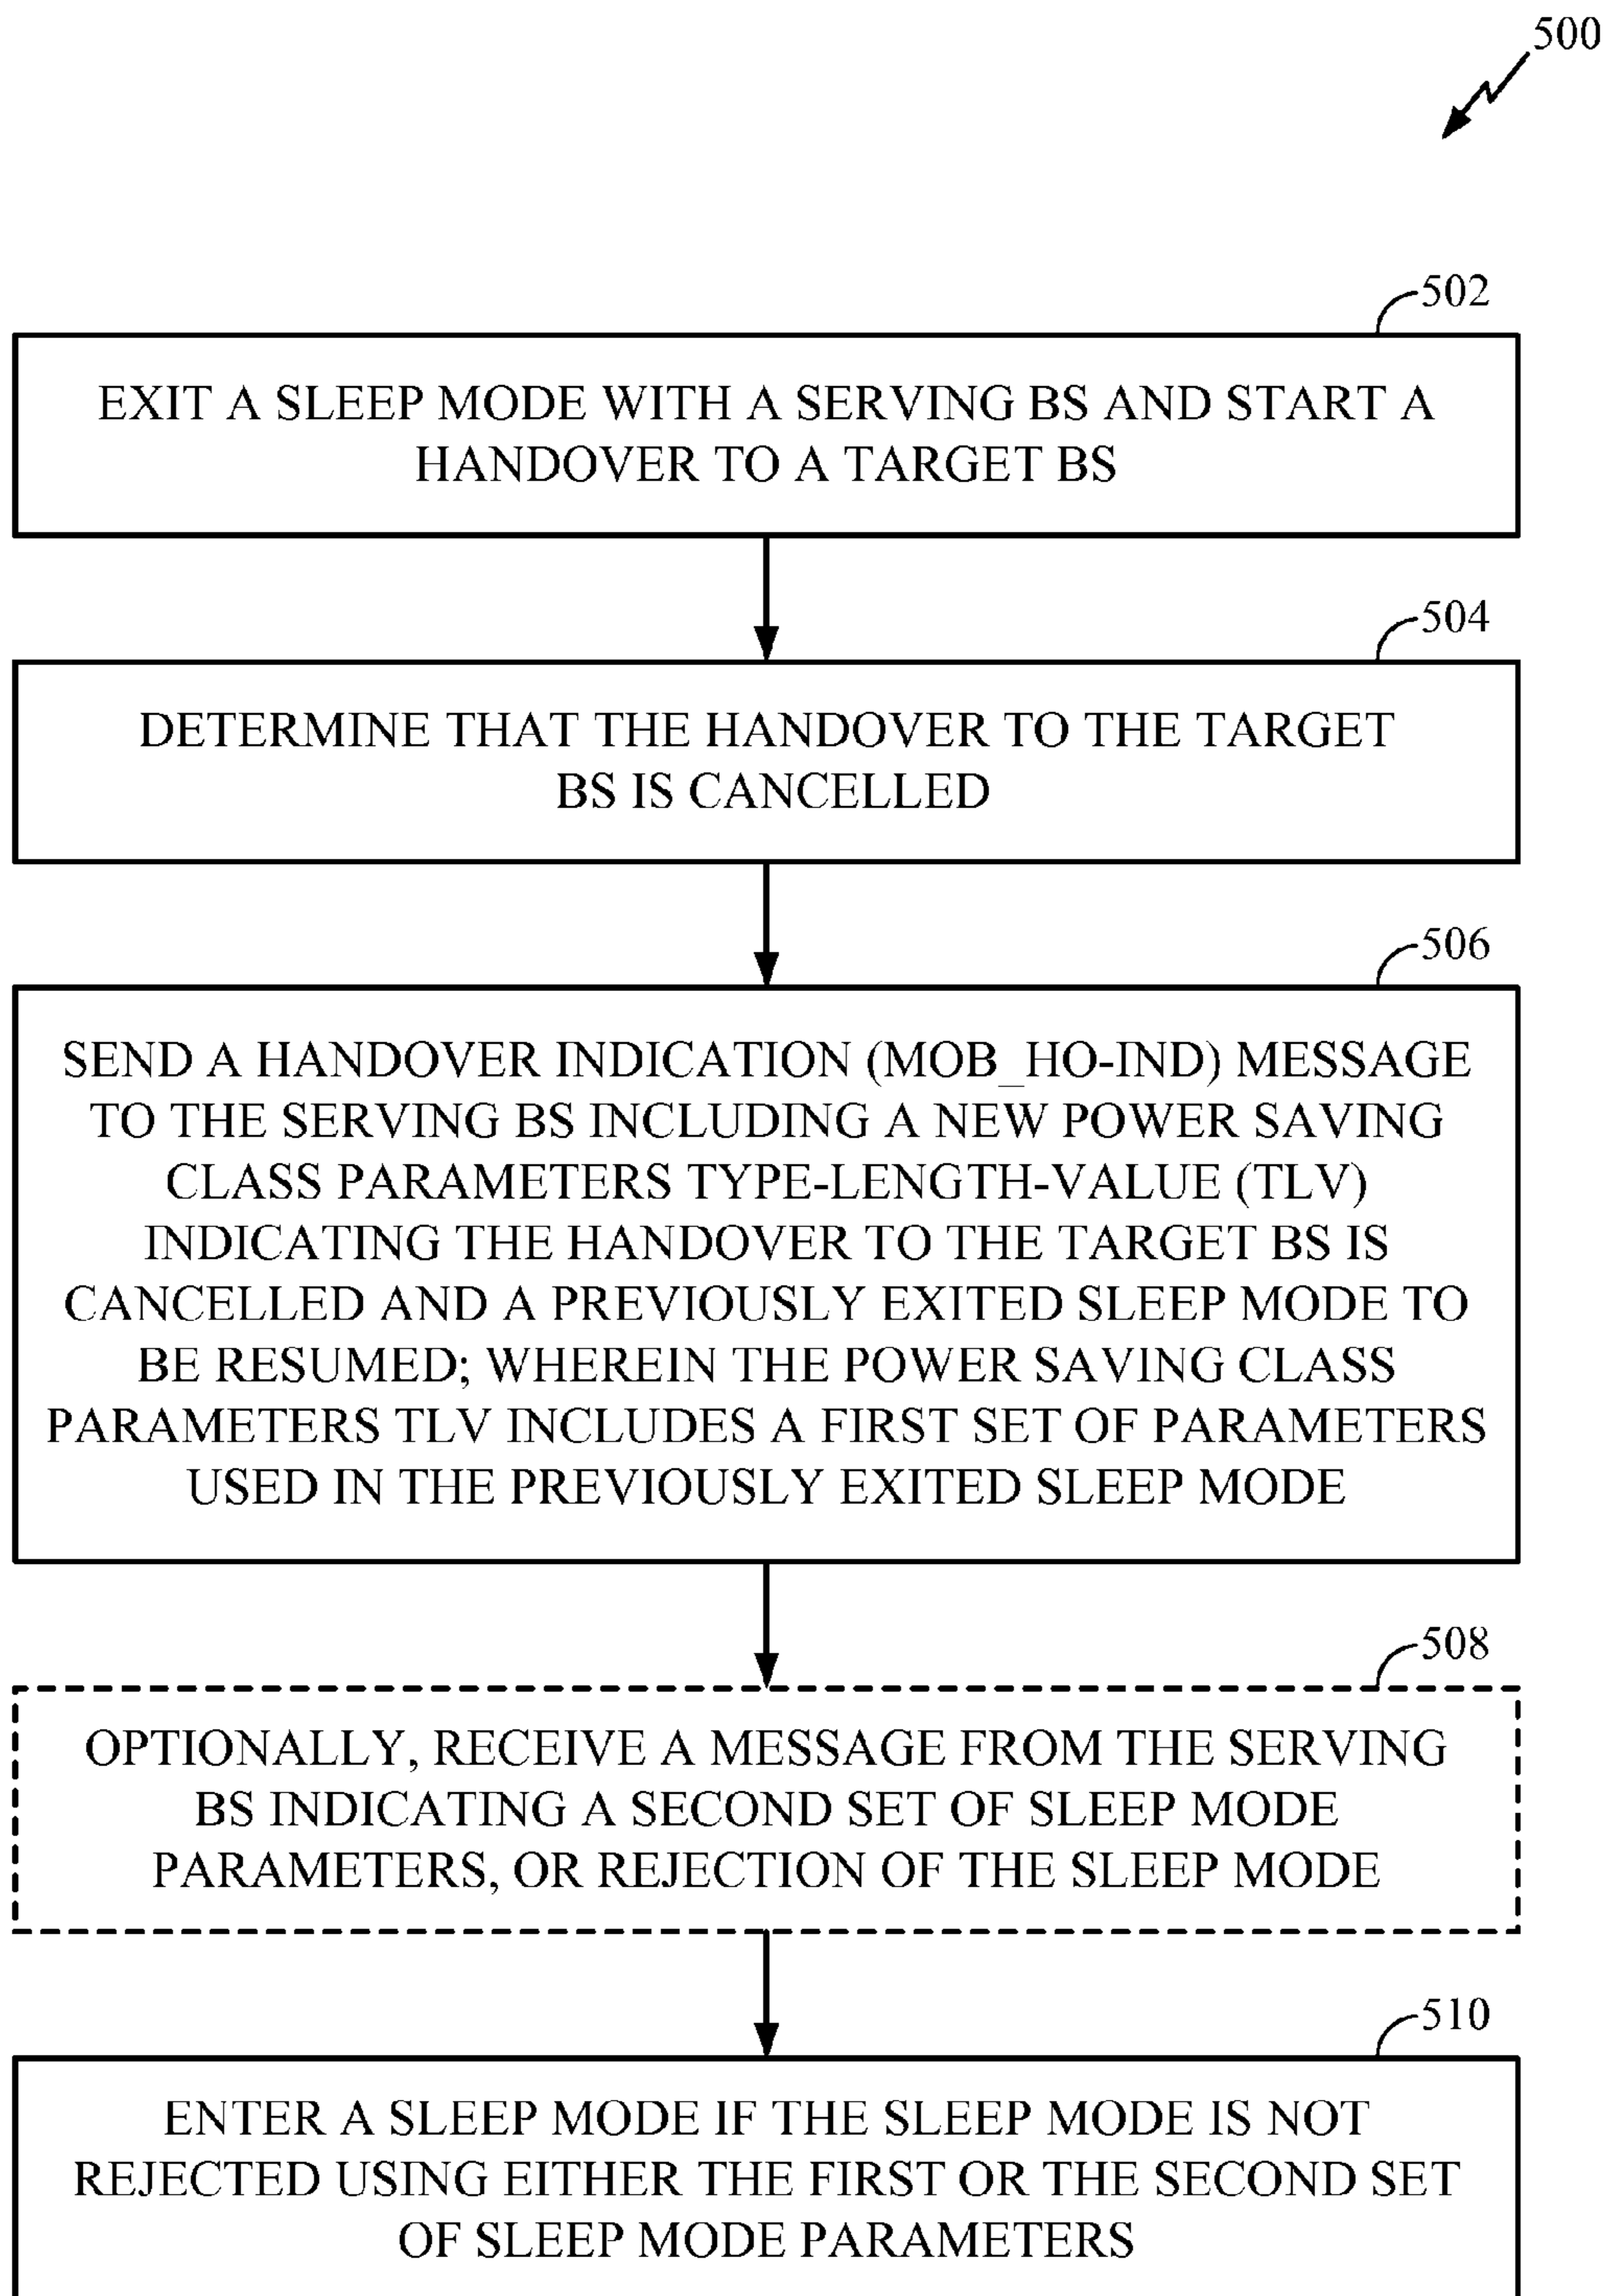 500
502
EXIT A SLEEP MODE WITH A SERVING BS AND START A
HANDOVER TO A TARGET BS
504
DETERMINE THAT THE HANDOVER TO THE TARGET
BS IS CANCELLED
506
SEND A HANDOVER INDICATION (MOB_HO-IND) MESSAGE
TO THE SERVING BS INCLUDING A NEW POWER SAVING
CLASS PARAMETERS TYPE-LENGTH-VALUE (TLV)
INDICATING THE HANDOVER TO THE TARGET BS IS
CANCELLED AND A PREVIOUSLY EXITED SLEEP MODE TO
BE RESUMED; WHEREIN THE POWER SAVING CLASS
PARAMETERS TLV INCLUDES A FIRST SET OF PARAMETERS
USED IN THE PREVIOUSLY EXITED SLEEP MODE
508
OPTIONALLY, RECEIVE A MESSAGE FROM THE SERVING
BS INDICATING A SECOND SET OF SLEEP MODE
PARAMETERS, OR REJECTION OF THE SLEEP MODE
510
ENTER A SLEEP MODE IF THE SLEEP MODE IS NOT
REJECTED USING EITHER THE FIRST OR THE SECOND SET
OF SLEEP MODE PARAMETERS